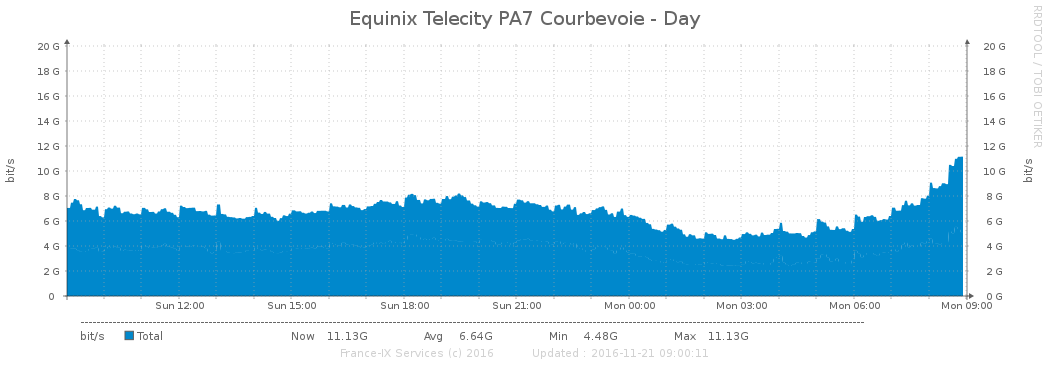 Equinix Telecity PA7 Courbevoie - Day
RRDTOOL / TOBI OETIKER
bit/s
20 G 20 G
18 G 18 G
16 G 16 G
14 G 14 G
12 G 12 G
10 G 10 G
8 G 8 G
6 G 6 G
4 G 4 G
2 G 2 G
0 0 G
bit/s
Sun 12:00 Sun 15:00 Sun 18:00 Sun 21:00 Mon 00:00 Mon 03:00 Mon 06:00 Mon 09:00
bit/s Total Now 11.13G Avg 6.64G Min 4.48G Max 11.13G
France-IX Services (c) 2016 Updated : 2016-11-21 09:00:11